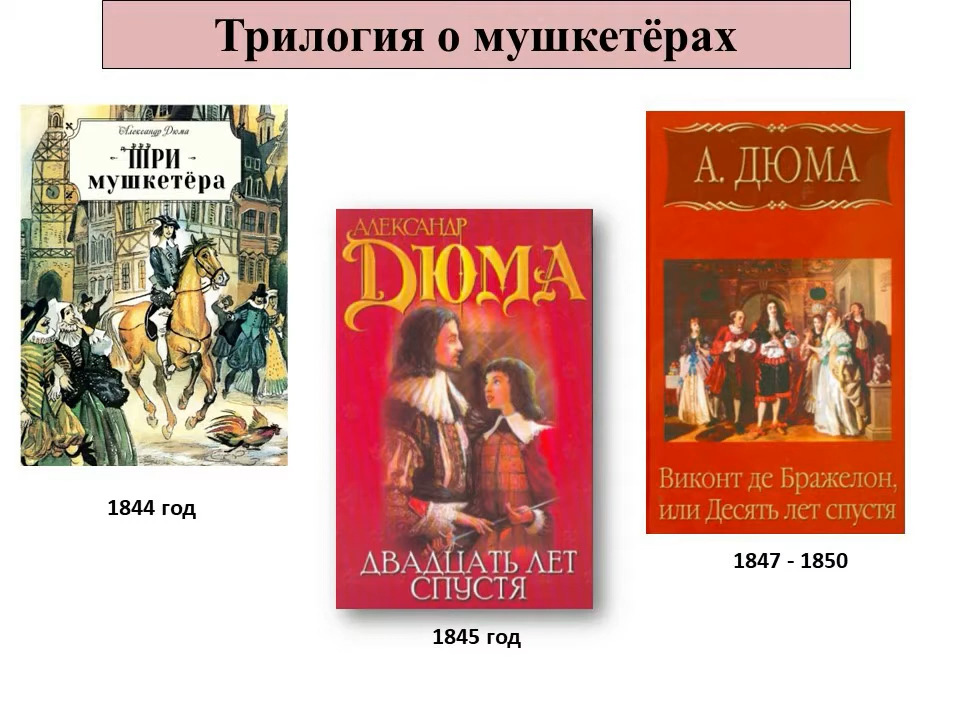 Трилогия о мушкетёрах
Александр Дюма
ТРИ
мушкетёра
1844 год
АЛЕКСАНДР
ДЮМА
ДВАДЦАТЬ ЛЕТ
СПУСТЯ
1845 год
А. ДЮМА
Виконт де Бражелон,
или Десять лет спустя
1847 - 1850